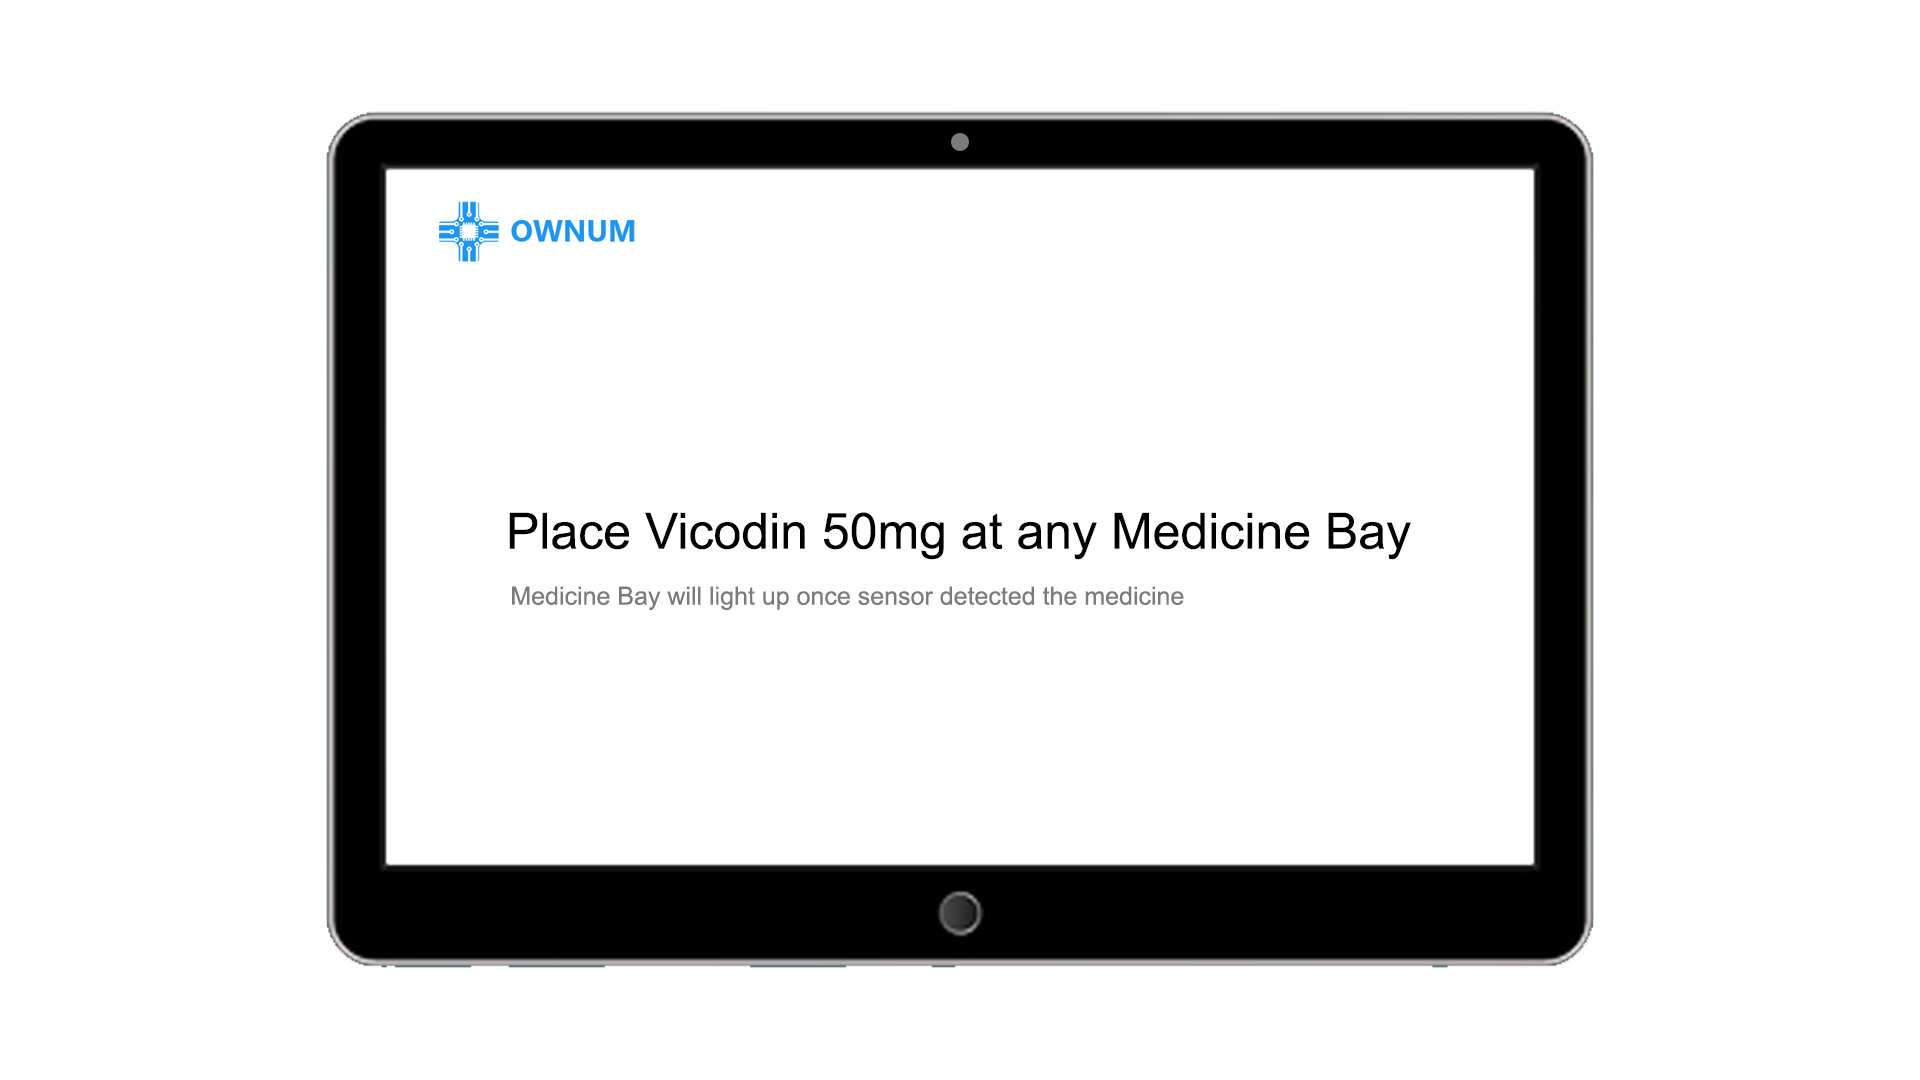 OWNUM
Place Vicodin 50mg at any Medicine Bay
Medicine Bay will light up once sensor detected the medicine